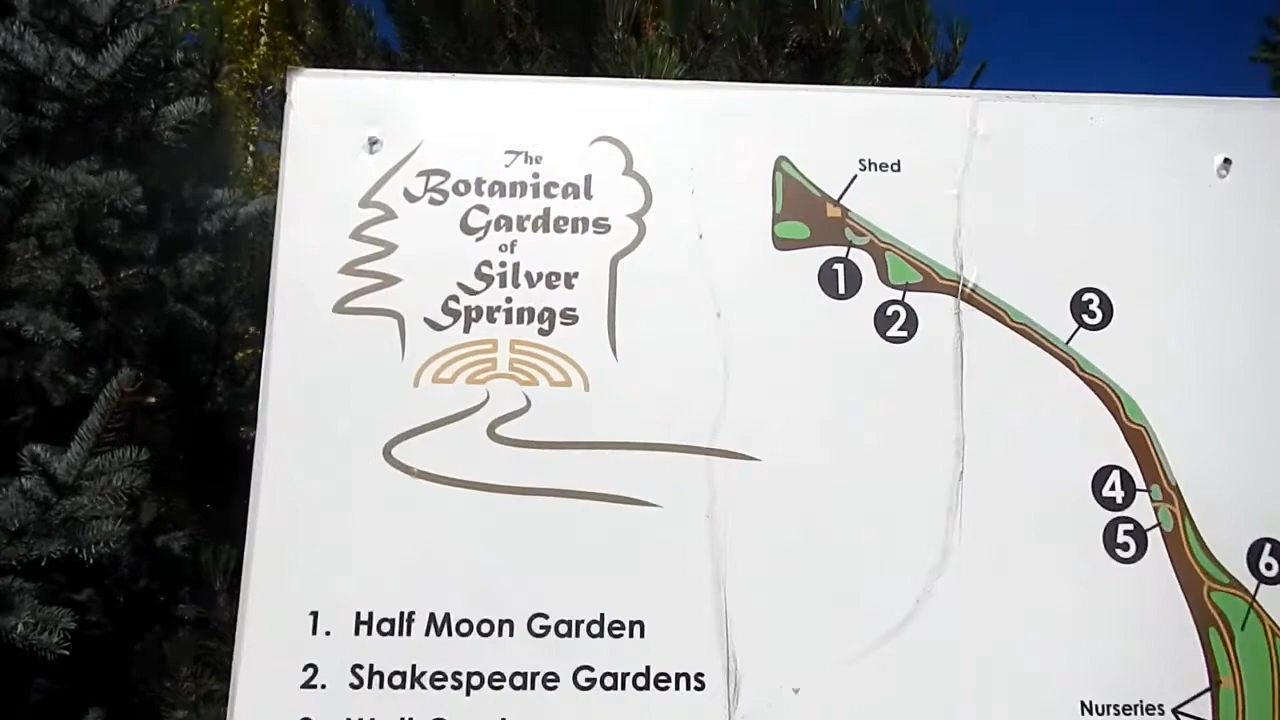 The
Botanical
Gardens
of
Silver
Springs
Shed
1
2
3
4
5
6
1. Half Moon Garden
2. Shakespeare Gardens
Nurseries